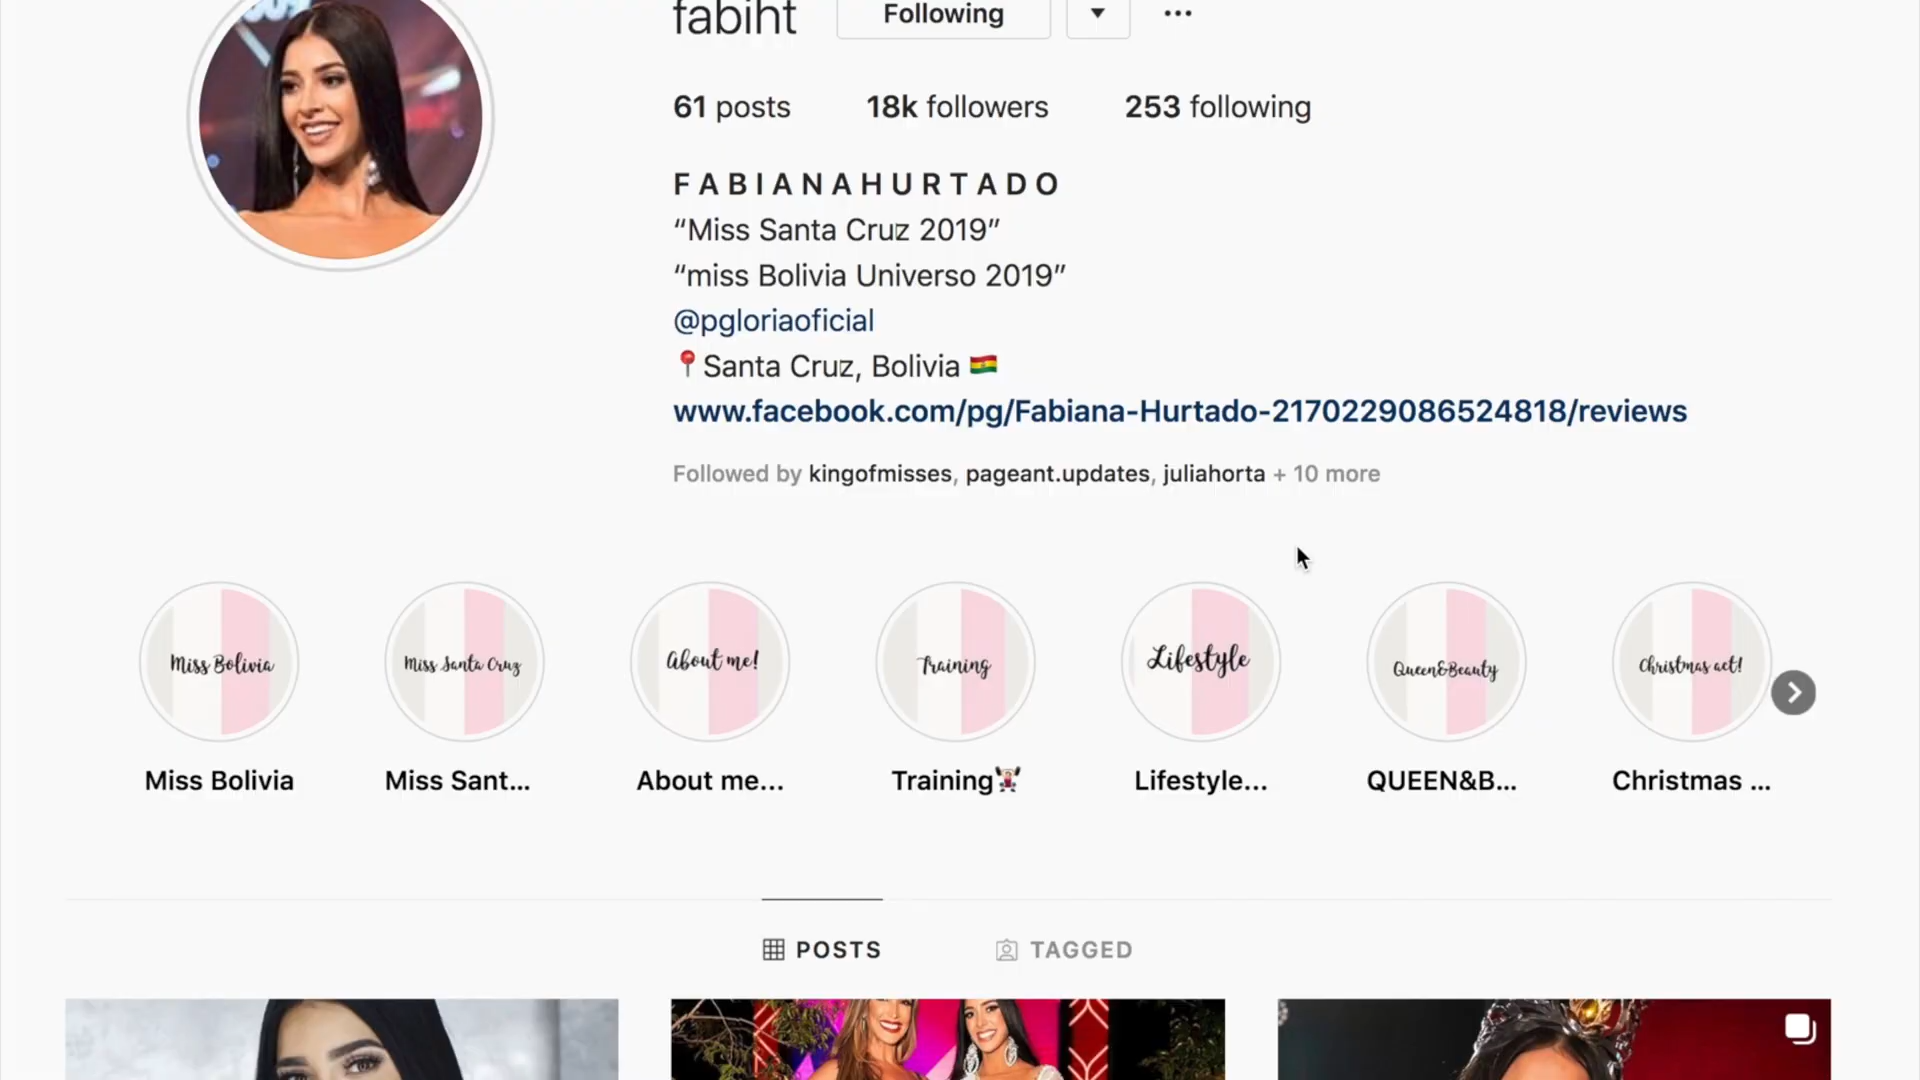 fabiht Following
61 posts 18k followers 253 following
F A B I A N A H U R T A D O
“Miss Santa Cruz 2019”
“miss Bolivia Universo 2019”
@pgloriaoficial
📍Santa Cruz, Bolivia 🇧🇴
www.facebook.com/pg/Fabiana-Hurtado-2170229086524818/reviews
Followed by kingofmisses, pageant.updates, juliahorta + 10 more
Miss Bolivia Miss Santa Cruz About me! Training Lifestyle Queen&Beauty Christmas act!
Miss Bolivia Miss Sant... About me... Training🏋🏻‍♀️ Lifestyle... QUEEN&B... Christmas ...
POSTS TAGGED